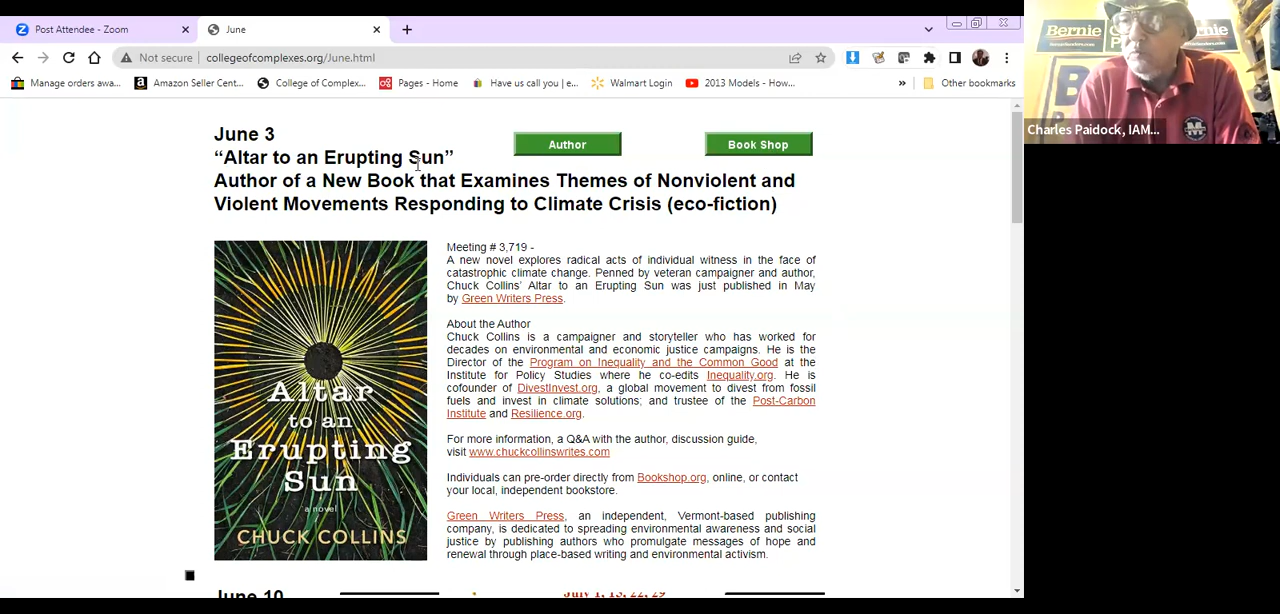 Post Attendee - Zoom
June
Not secure
collegeofcomplexes.org/June.html
Manage orders awa...
Amazon Seller Cent...
College of Complex...
Pages - Home
Have us call you | e...
Walmart Login
2013 Models - How...
»
Other bookmarks
June 3
“Altar to an Erupting Sun”
Author of a New Book that Examines Themes of Nonviolent and
Violent Movements Responding to Climate Crisis (eco-fiction)
Author
Book Shop
Altar
to an
Erupting
Sun
a novel
CHUCK COLLINS
Meeting # 3,719 -
A new novel explores radical acts of individual witness in the face of
catastrophic climate change. Penned by veteran campaigner and author,
Chuck Collins’ Altar to an Erupting Sun was just published in May
by Green Writers Press.
About the Author
Chuck Collins is a campaigner and storyteller who has worked for
decades on environmental and economic justice campaigns. He is the
Director of the Program on Inequality and the Common Good at the
Institute for Policy Studies where he co-edits Inequality.org. He is
cofounder of DivestInvest.org, a global movement to divest from fossil
fuels and invest in climate solutions; and trustee of the Post-Carbon
Institute and Resilience.org.
For more information, a Q&A with the author, discussion guide,
visit www.chuckcollinswrites.com
Individuals can pre-order directly from Bookshop.org, online, or contact
your local, independent bookstore.
Green Writers Press, an independent, Vermont-based publishing
company, is dedicated to spreading environmental awareness and social
justice by publishing authors who promulgate messages of hope and
renewal through place-based writing and environmental activism.
June 10
July 1, 15, 22, 29
Bernie
Charles Paidock, IAM...